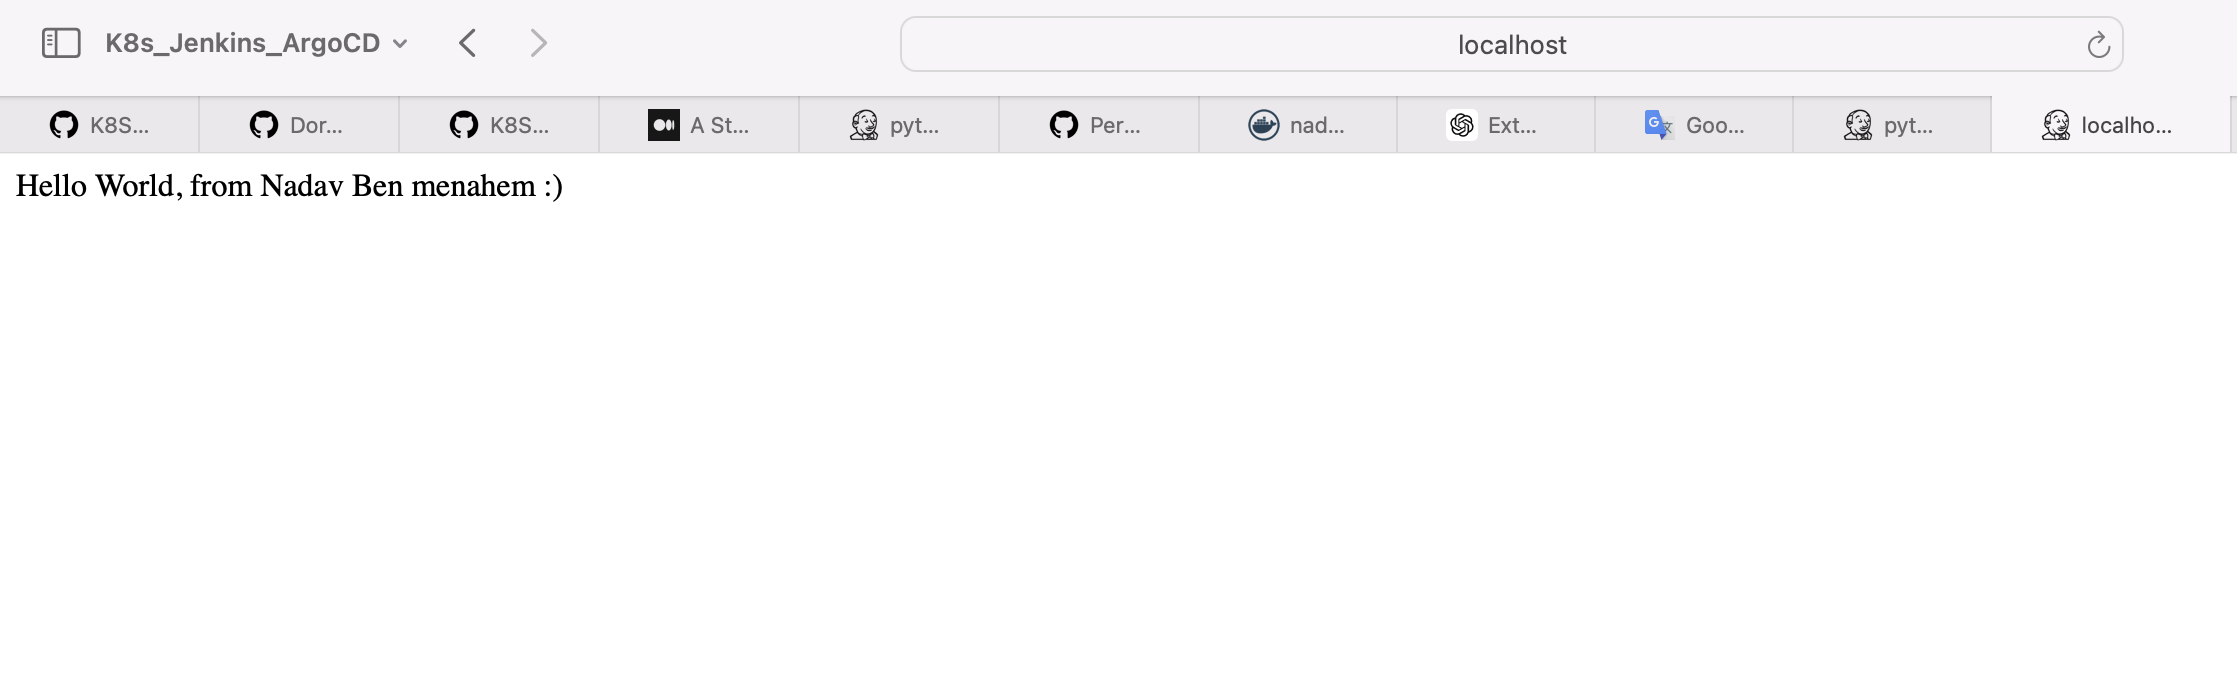 K8s_Jenkins_ArgoCD
localhost
K8S... Dor... K8S... A St... pyt... Per... nad... Ext... Goo... pyt... localho...
Hello World, from Nadav Ben menahem :)